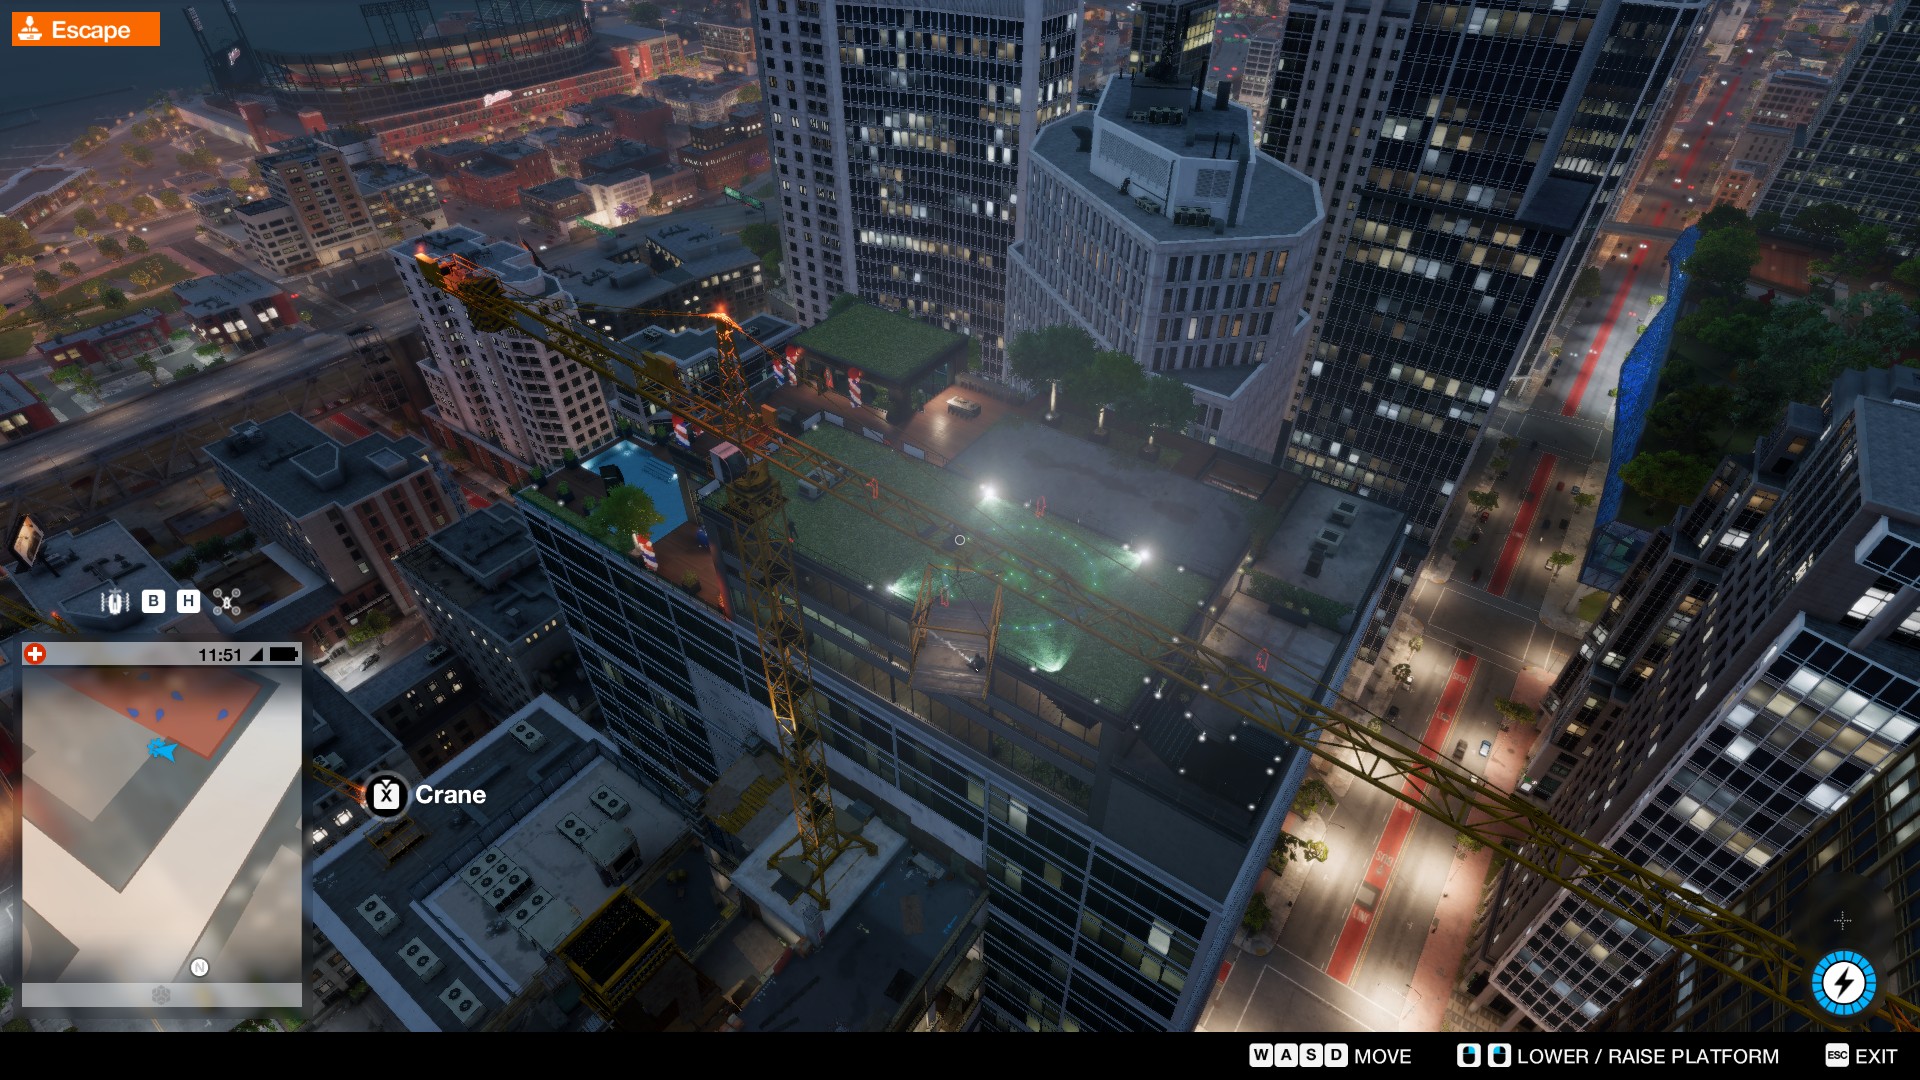 Escape
B H
11:51
X Crane
N
W A S D MOVE LOWER / RAISE PLATFORM ESC EXIT